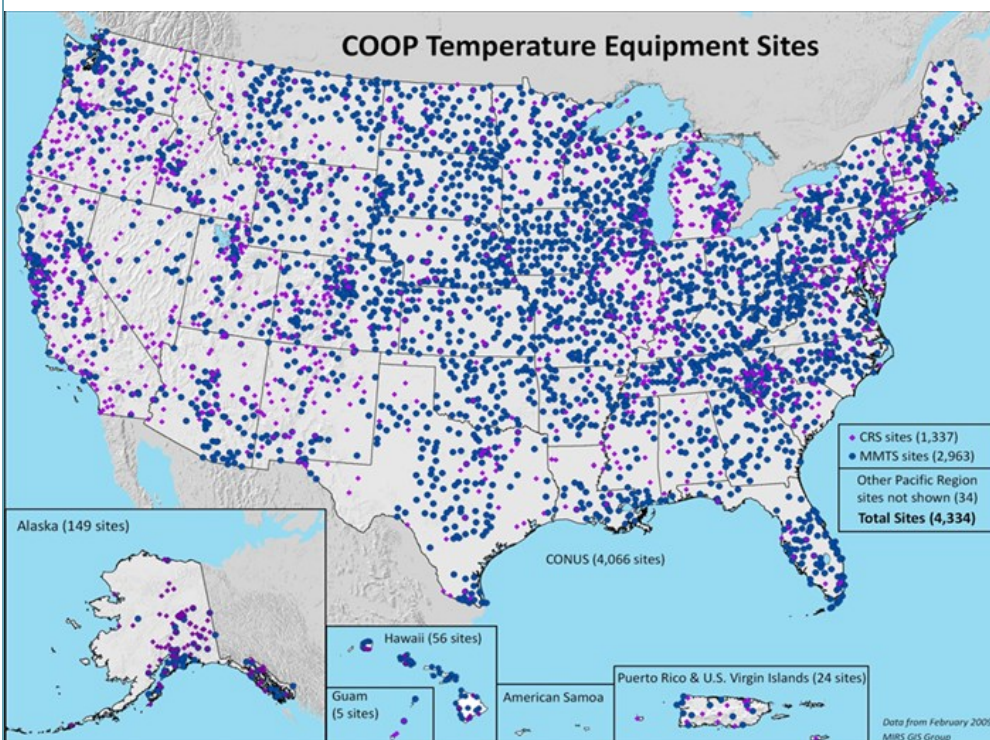 COOP Temperature Equipment Sites
CRS sites (1,337)
MMTS sites (2,963)
Other Pacific Region
sites not shown (34)
Total Sites (4,334)
CONUS (4,066 sites)
Alaska (149 sites)
Hawaii (56 sites)
Guam
(5 sites)
American Samoa
Puerto Rico & U.S. Virgin Islands (24 sites)
Data from February 2009
MIRS GIS Group